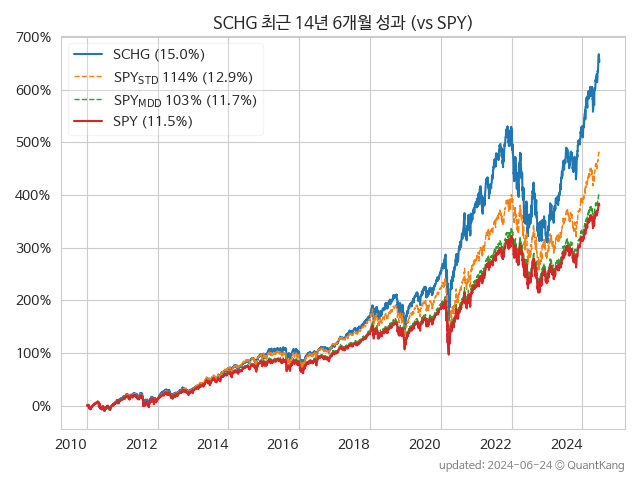 SCHG 최근 14년 6개월 성과 (vs SPY)
700%
600%
500%
400%
300%
200%
100%
0%
SCHG (15.0%)
SPY_STD 114% (12.9%)
SPY_MDD 103% (11.7%)
SPY (11.5%)
2010 2012 2014 2016 2018 2020 2022 2024
updated: 2024-06-24 © QuantKang